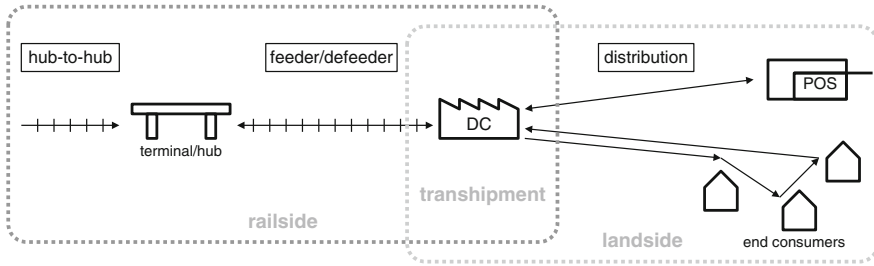 hub-to-hub
feeder/defeeder
distribution
POS
DC
terminal/hub
transhipment
railside
landside
end consumers